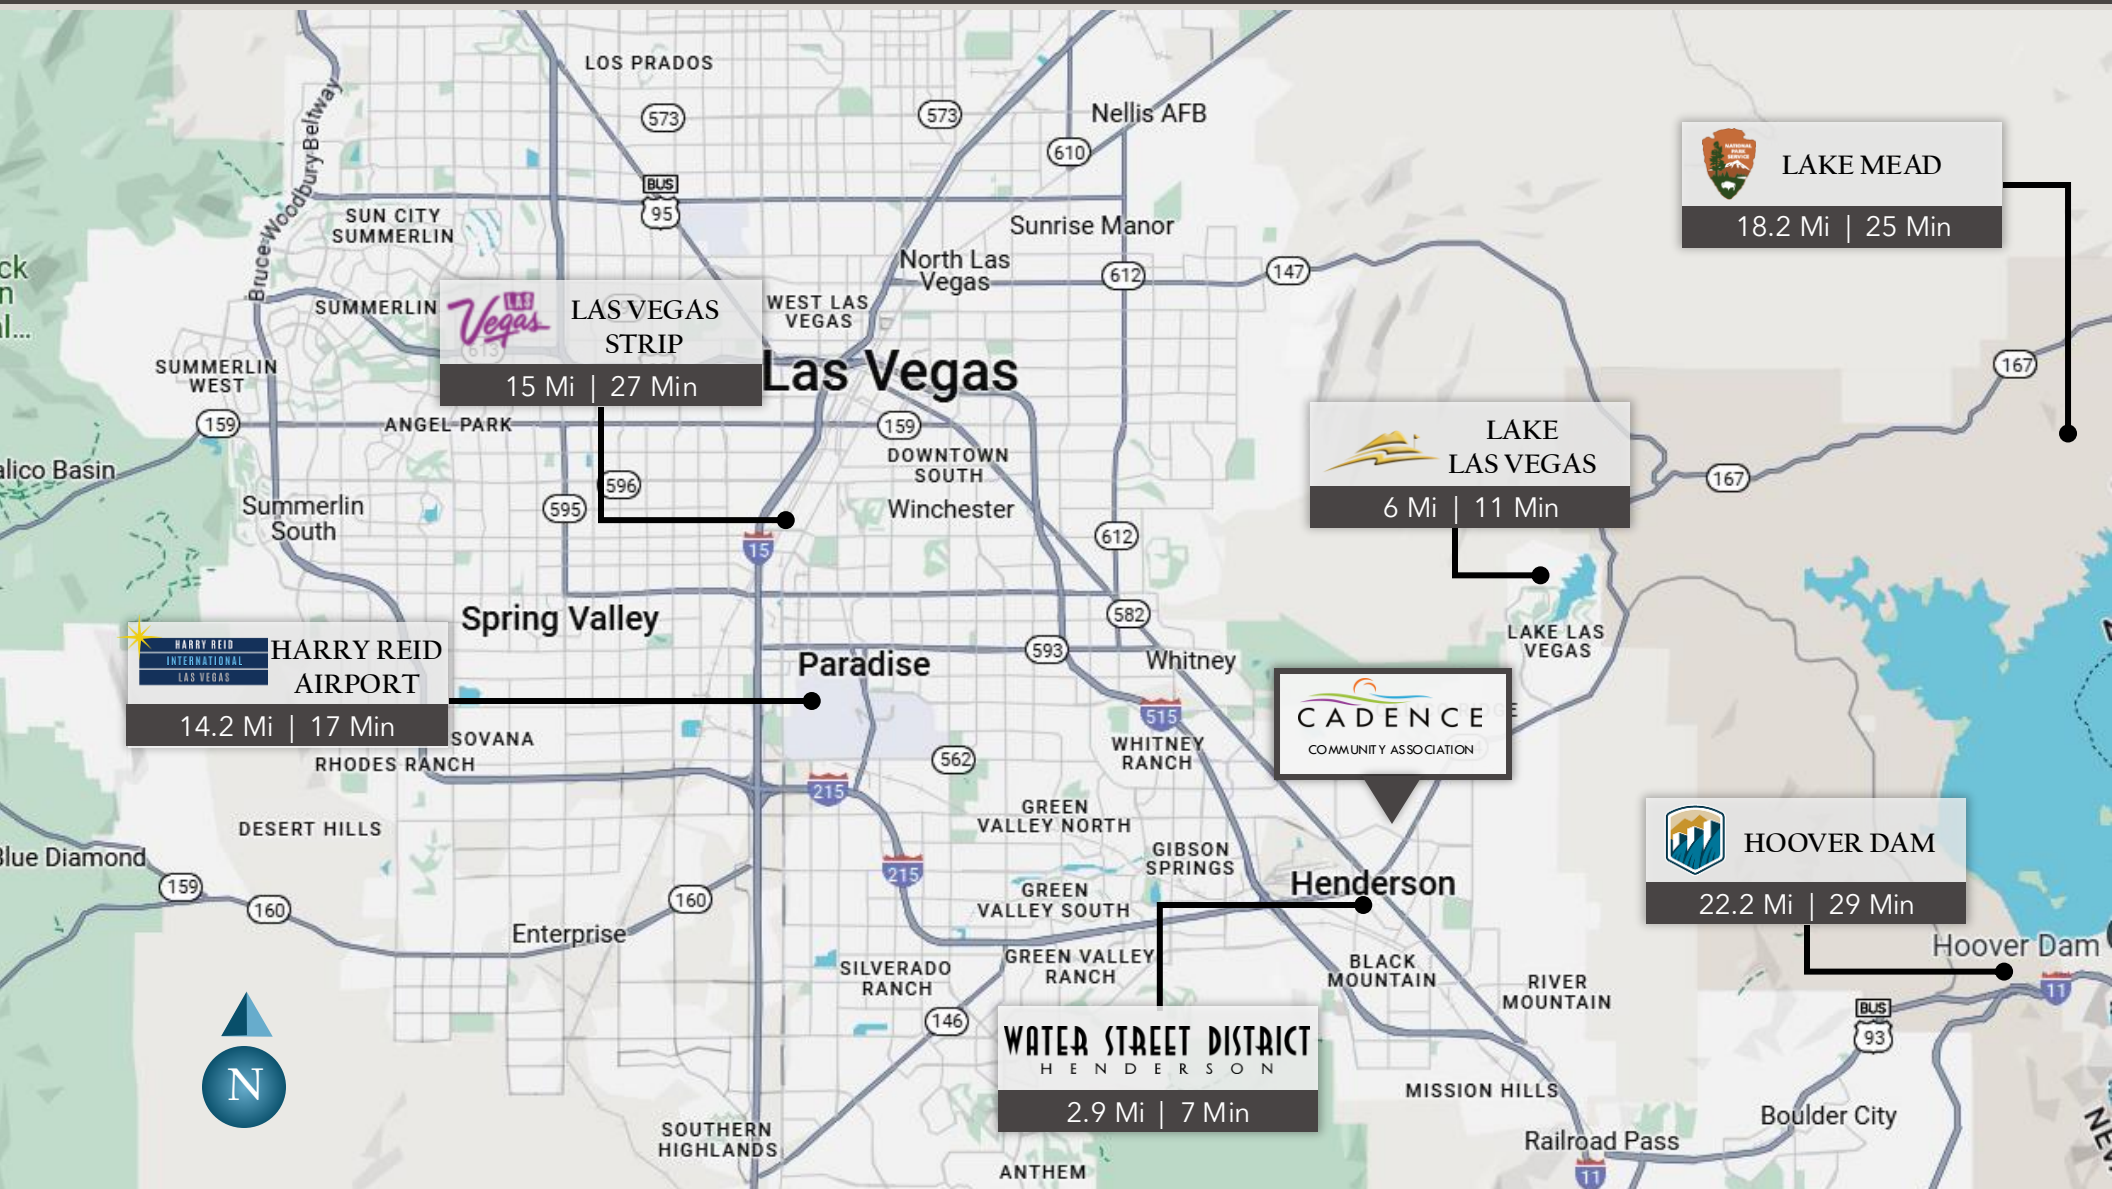 LOS PRADOS
573
573
Nellis AFB
610
Bruce Woodbury Beltway
BUS
95
SUN CITY
SUMMERLIN
Sunrise Manor
North Las
Vegas
612
147
NATIONAL
PARK
SERVICE
LAKE MEAD
18.2 Mi | 25 Min
SUMMERLIN
LAS
Vegas
LAS VEGAS
STRIP
613
15 Mi | 27 Min
WEST LAS
VEGAS
Las Vegas
SUMMERLIN
WEST
159
ANGEL PARK
159
DOWNTOWN
SOUTH
Winchester
167
LAKE
LAS VEGAS
6 Mi | 11 Min
167
alico Basin
596
595
Summerlin
South
15
612
582
Spring Valley
593
Whitney
Paradise
LAKE LAS
VEGAS
HARRY REID
INTERNATIONAL
LAS VEGAS
HARRY REID
AIRPORT
14.2 Mi | 17 Min
SOVANA
RHODES RANCH
515
WHITNEY
RANCH
CADENCE
COMMUNITY ASSOCIATION
562
215
DESERT HILLS
GREEN
VALLEY NORTH
GIBSON
SPRINGS
HOOVER DAM
22.2 Mi | 29 Min
Blue Diamond
159
160
160
215
GREEN
VALLEY SOUTH
Henderson
Enterprise
Hoover Dam
SILVERADO
RANCH
GREEN VALLEY
RANCH
BLACK
MOUNTAIN
RIVER
MOUNTAIN
11
BUS
93
146
WATER STREET DISTRICT
HENDERSON
2.9 Mi | 7 Min
N
MISSION HILLS
Boulder City
SOUTHERN
HIGHLANDS
Railroad Pass
ANTHEM
11